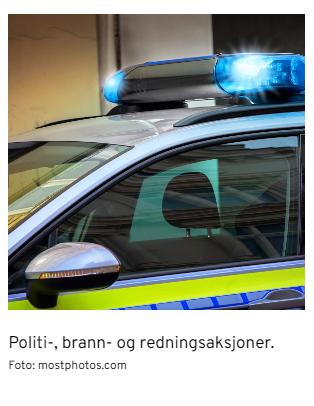 Politi-, brann- og redningsaksjoner.
Foto: mostphotos.com